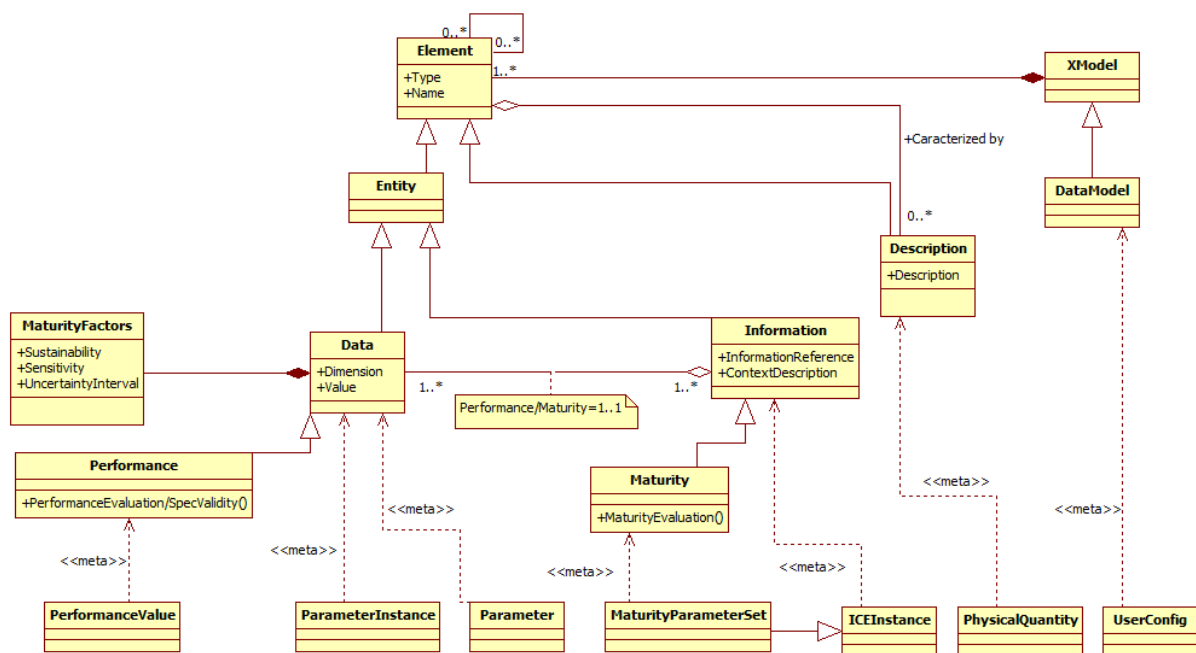 0..*
0..*
Element
+Type
+Name
1..*
XModel
+Caracterized by
Entity
DataModel
0..*
Description
+Description
MaturityFactors
+Sustainability
+Sensitivity
+UncertaintyInterval
Data
+Dimension
+Value
1..*
1..*
Information
+InformationReference
+ContextDescription
Performance/Maturity=1..1
Performance
+PerformanceEvaluation/SpecValidity()
Maturity
+MaturityEvaluation()
<<meta>>
<<meta>>
<<meta>>
<<meta>>
<<meta>>
<<meta>>
<<meta>>
PerformanceValue
ParameterInstance
Parameter
MaturityParameterSet
ICEInstance
PhysicalQuantity
UserConfig